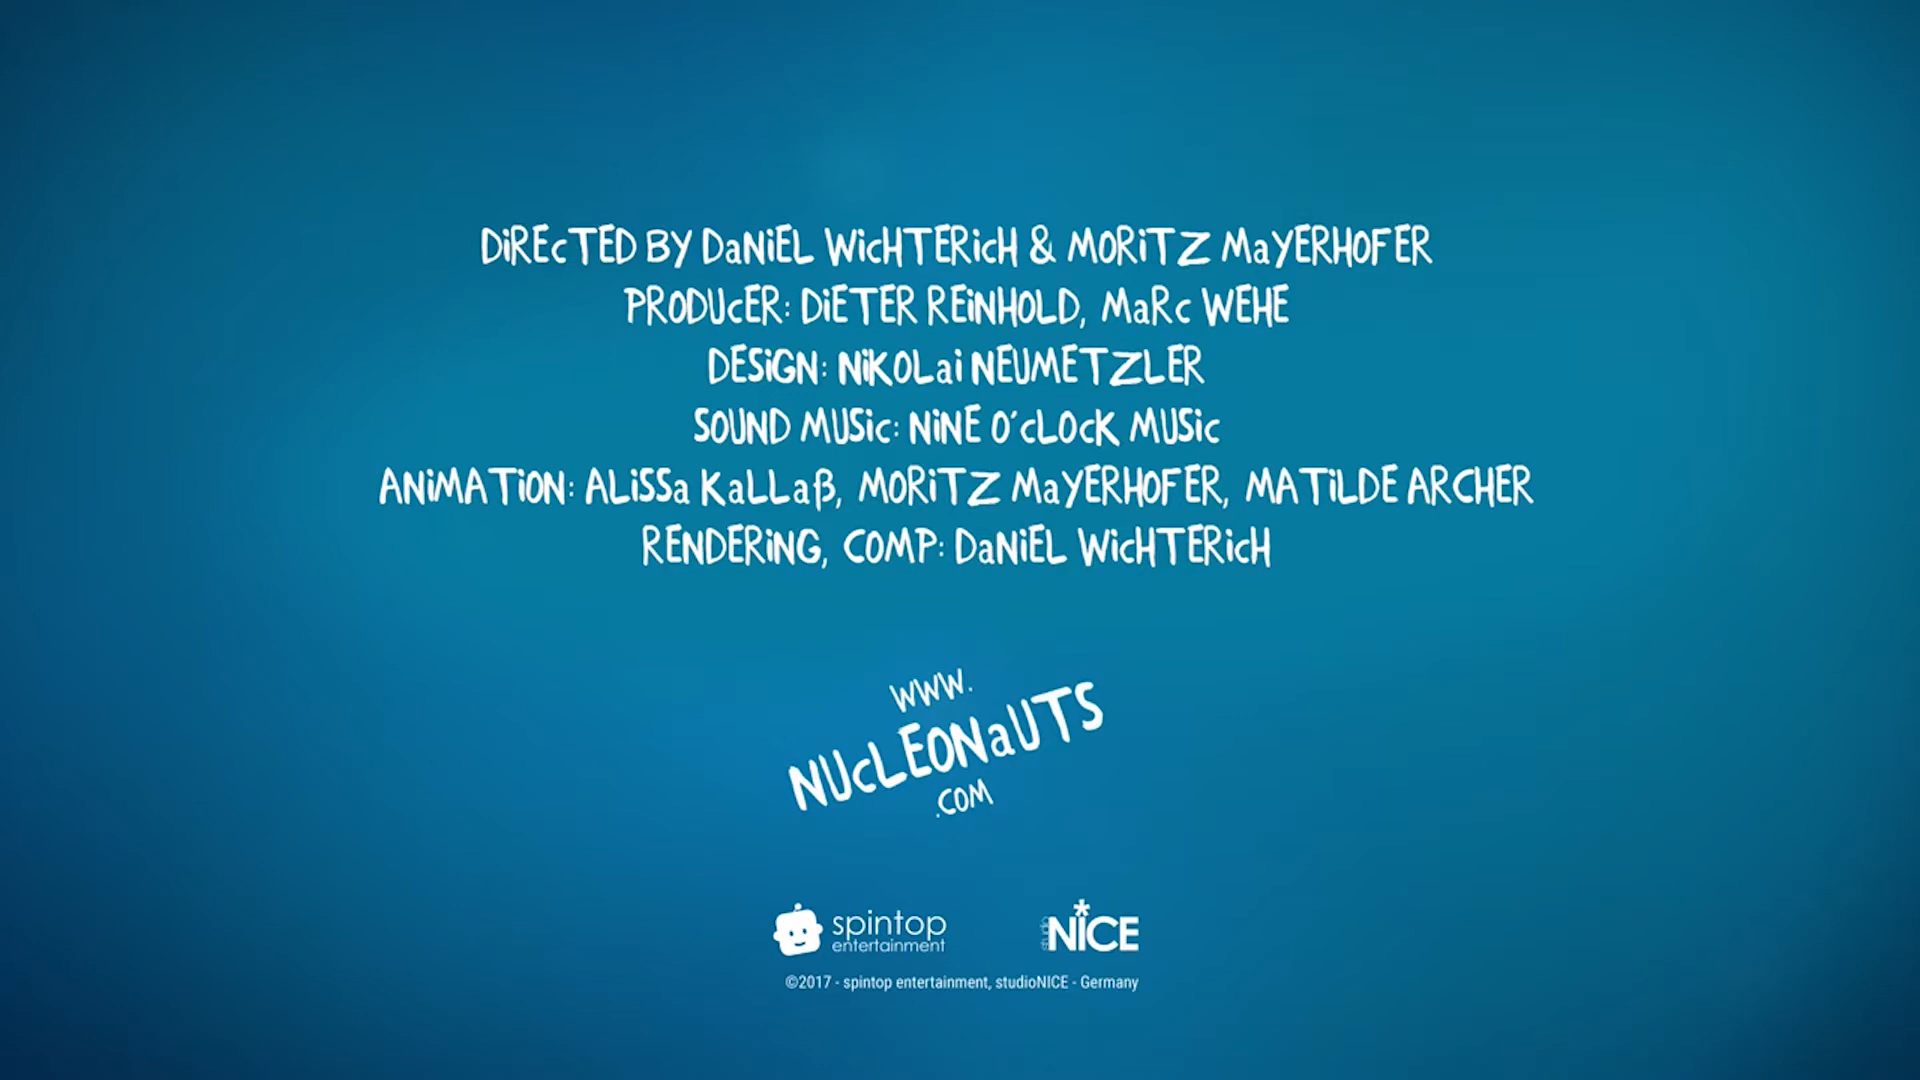 DiREcTED BY DaNiEL WicHTERicH & MORiTZ MaYERHOFER
PRODUcER: DiETER REiNHOLD, MaRc WEHE
DESiGN: NiKOLai NEUMETZLER
SOUND MUSic: NiNE O´cLOcK MUSic
ANiMATiON: ALiSSa KaLLaß, MORiTZ MaYERHOFER, MATiLDE ARCHER
RENDERiNG, COMP: DaNiEL WicHTERicH
WWW.
NUcLEONaUTS
.COM
spintop
entertainment
studio NICE
©2017 - spintop entertainment, studioNICE - Germany